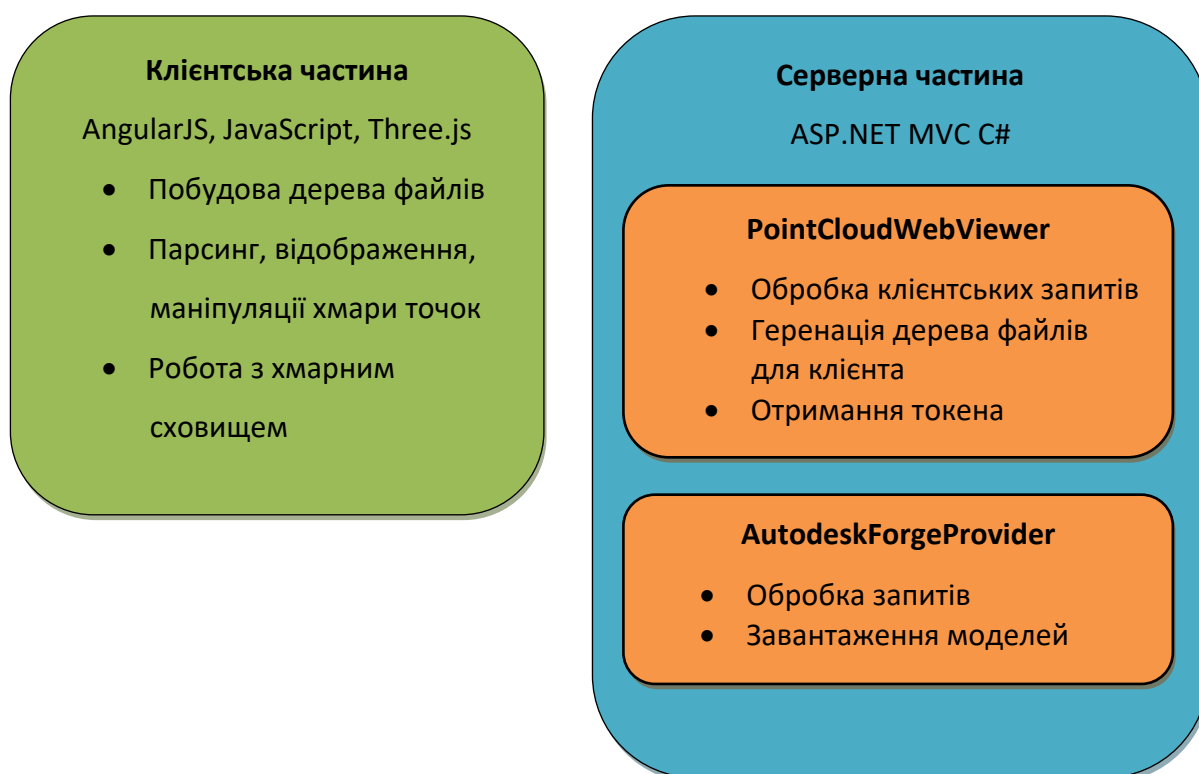 Клієнтська частина
AngularJS, JavaScript, Three.js
• Побудова дерева файлів
• Парсинг, відображення,
маніпуляції хмари точок
• Робота з хмарним
сховищем
Серверна частина
ASP.NET MVC C#
PointCloudWebViewer
• Обробка клієнтських запитів
• Геренація дерева файлів
для клієнта
• Отримання токена
AutodeskForgeProvider
• Обробка запитів
• Завантаження моделей